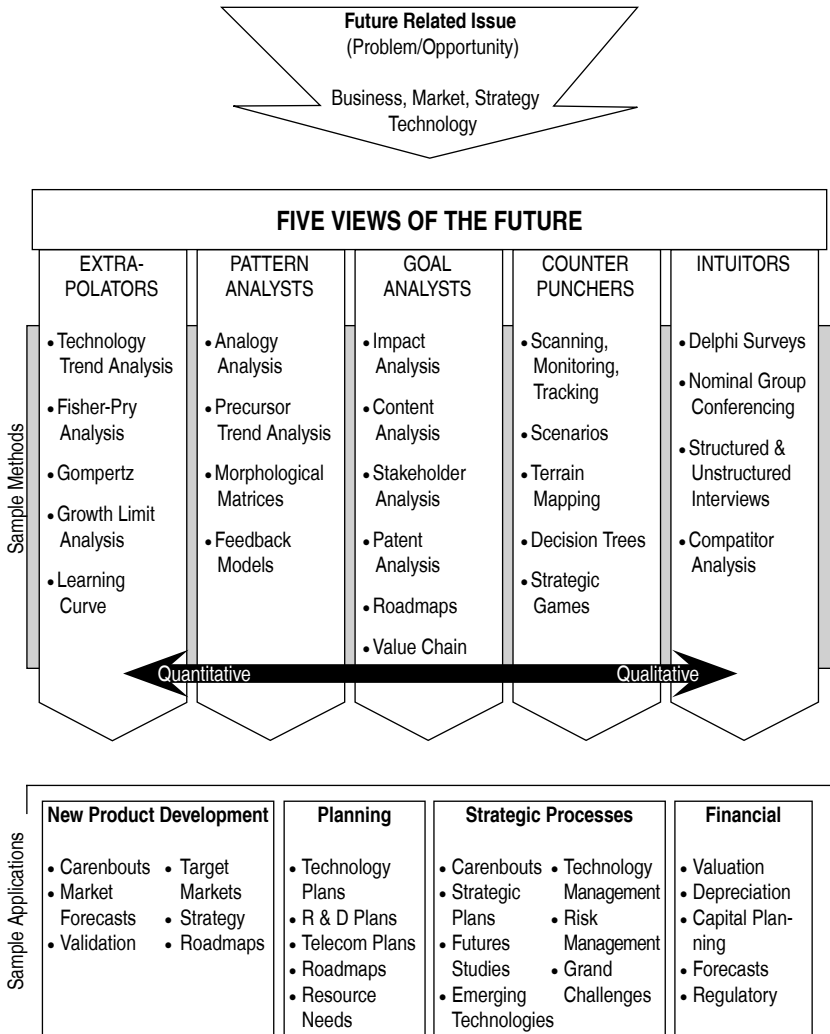 Future Related Issue
(Problem/Opportunity)
Business, Market, Strategy
Technology
FIVE VIEWS OF THE FUTURE
EXTRA-
POLATORS
• Technology
Trend Analysis
• Fisher-Pry
Analysis
• Gompertz
• Growth Limit
Analysis
• Learning
Curve
PATTERN
ANALYSTS
• Analogy
Analysis
• Precursor
Trend Analysis
• Morphological
Matrices
• Feedback
Models
GOAL
ANALYSTS
• Impact
Analysis
• Content
Analysis
• Stakeholder
Analysis
• Patent
Analysis
• Roadmaps
• Value Chain
COUNTER
PUNCHERS
• Scanning,
Monitoring,
Tracking
• Scenarios
• Terrain
Mapping
• Decision Trees
• Strategic
Games
INTUITORS
• Delphi Surveys
• Nominal Group
Conferencing
• Structured &
Unstructured
Interviews
• Compatitor
Analysis
Sample Methods
Quantitative
Qualitative
Sample Applications
New Product Development
• Carenbouts
• Market
Forecasts
• Validation
• Target
Markets
• Strategy
• Roadmaps
Planning
• Technology
Plans
• R & D Plans
• Telecom Plans
• Roadmaps
• Resource
Needs
Strategic Processes
• Carenbouts
• Strategic
Plans
• Futures
Studies
• Emerging
Technologies
• Technology
Management
• Risk
Management
• Grand
Challenges
Financial
• Valuation
• Depreciation
• Capital Plan-
ning
• Forecasts
• Regulatory